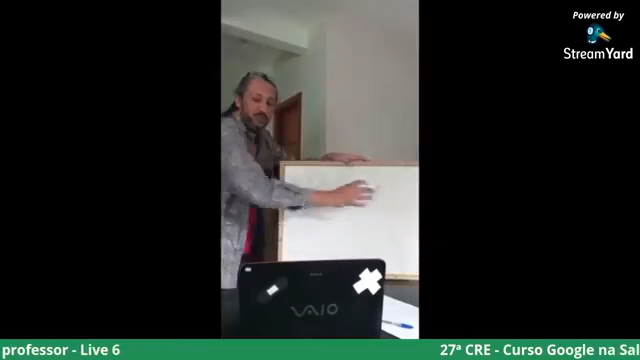 Powered by
StreamYard
VAIO
professor - Live 6
27ª CRE - Curso Google na Sal